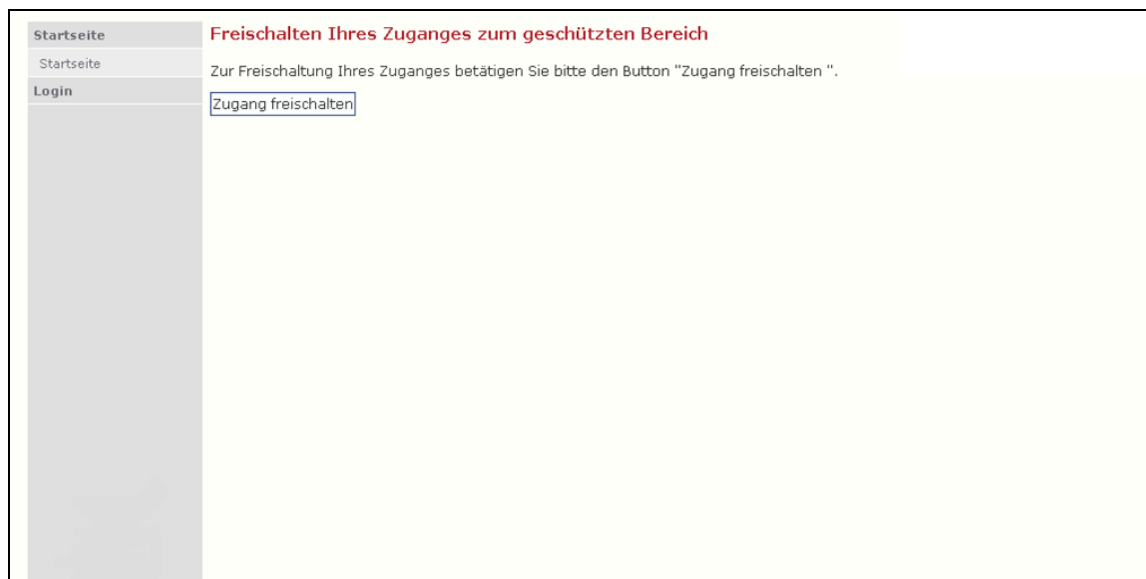 Startseite
Startseite
Login
Freischalten Ihres Zuganges zum geschützten Bereich
Zur Freischaltung Ihres Zuganges betätigen Sie bitte den Button "Zugang freischalten ".
Zugang freischalten